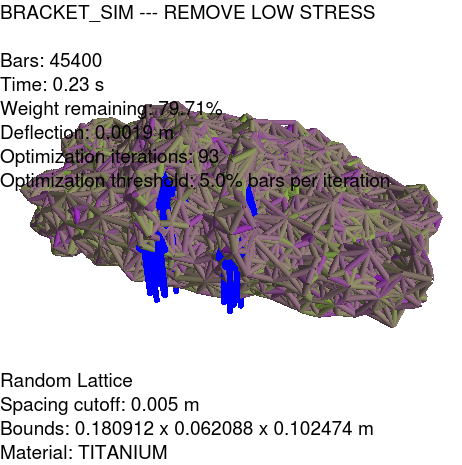 BRACKET_SIM --- REMOVE LOW STRESS
Bars: 45400
Time: 0.23 s
Weight remaining: 79.71%
Deflection: 0.0019 m
Optimization iterations: 93
Optimization threshold: 5.0% bars per iteration
Random Lattice
Spacing cutoff: 0.005 m
Bounds: 0.180912 x 0.062088 x 0.102474 m
Material: TITANIUM